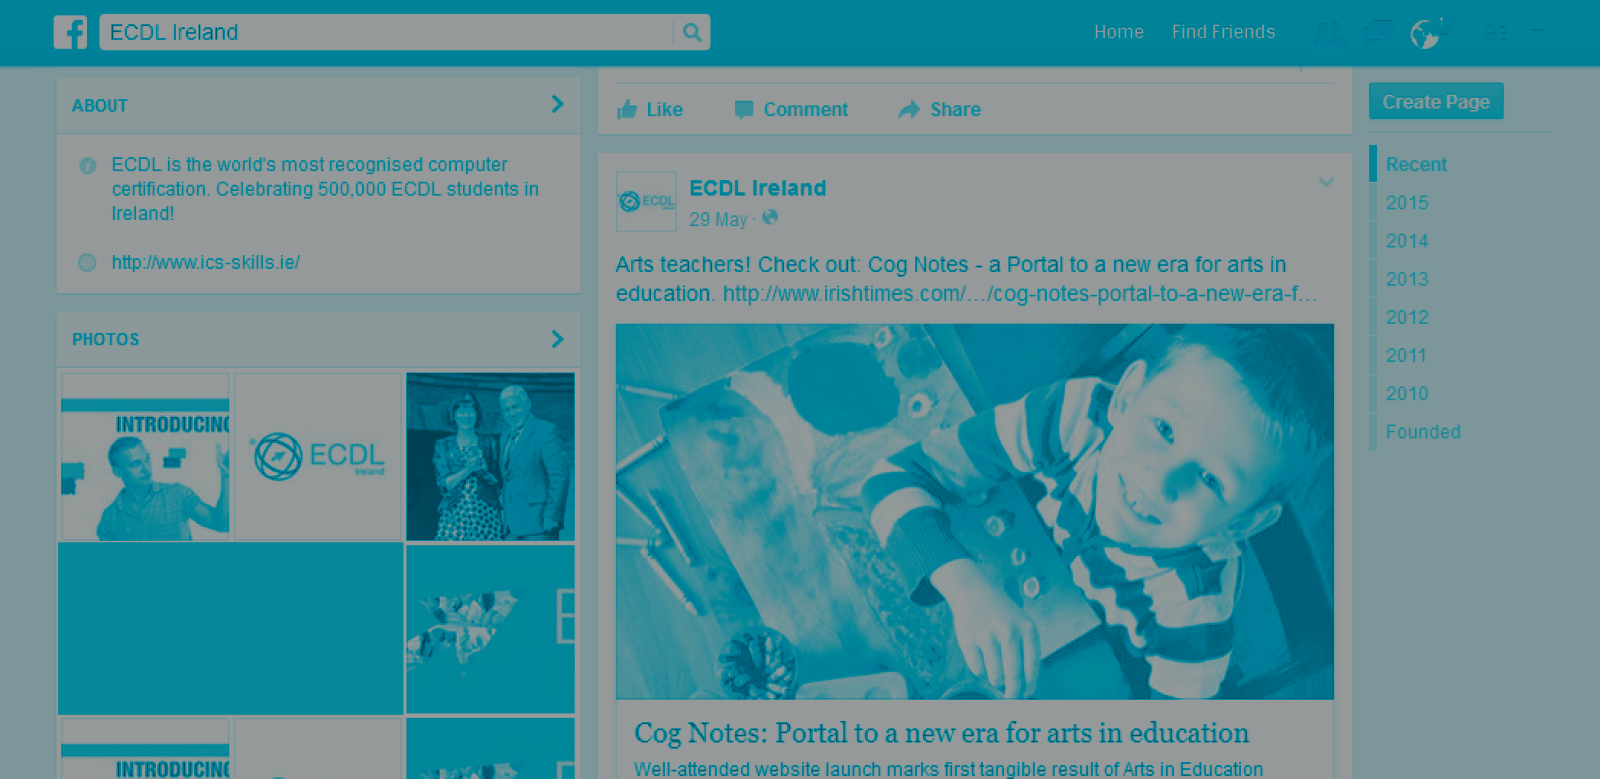 ECDL Ireland
Home
Find Friends
1
ABOUT
ECDL is the world's most recognised computer
certification. Celebrating 500,000 ECDL students in
Ireland!
http://www.ics-skills.ie/
PHOTOS
INTRODUCING
ECDL
Ireland
INTRODUCING
Like
Comment
Share
ECDL
ECDL Ireland
29 May ·
Arts teachers! Check out: Cog Notes - a Portal to a new era for arts in
education. http://www.irishtimes.com/…/cog-notes-portal-to-a-new-era-f…
Cog Notes: Portal to a new era for arts in education
Well-attended website launch marks first tangible result of Arts in Education
Create Page
Recent
2015
2014
2013
2012
2011
2010
Founded